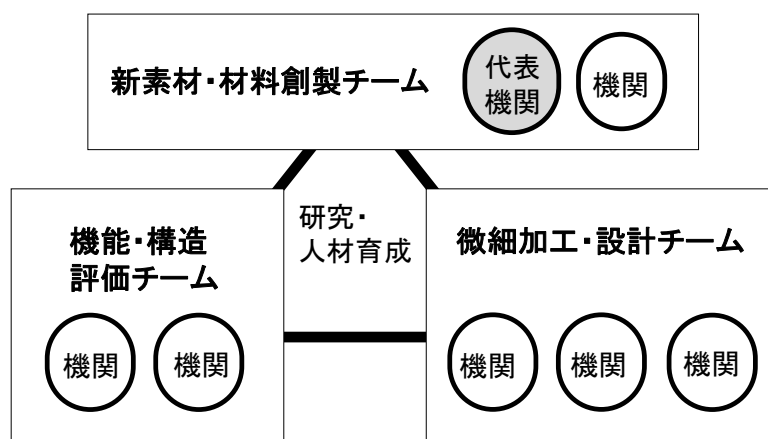 新素材・材料創製チーム
代表
機関
機関
研究・
人材育成
機能・構造
評価チーム
機関
機関
微細加工・設計チーム
機関
機関
機関